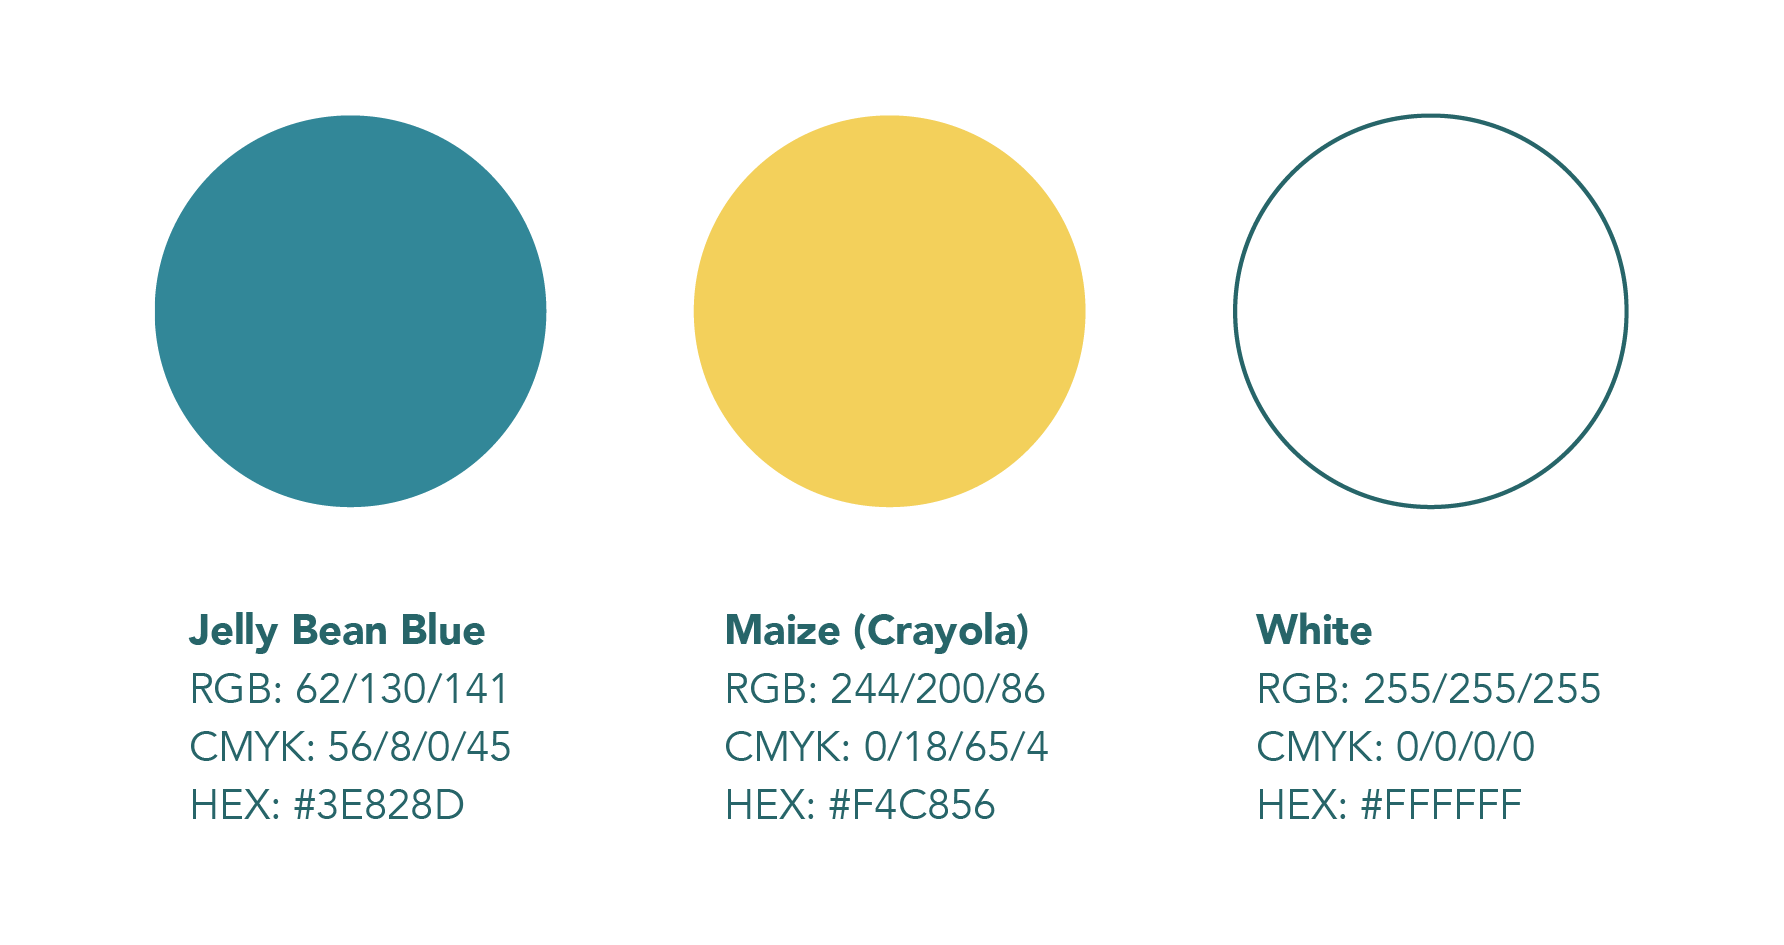 Jelly Bean Blue
RGB: 62/130/141
CMYK: 56/8/0/45
HEX: #3E828D
Maize (Crayola)
RGB: 244/200/86
CMYK: 0/18/65/4
HEX: #F4C856
White
RGB: 255/255/255
CMYK: 0/0/0/0
HEX: #FFFFFF